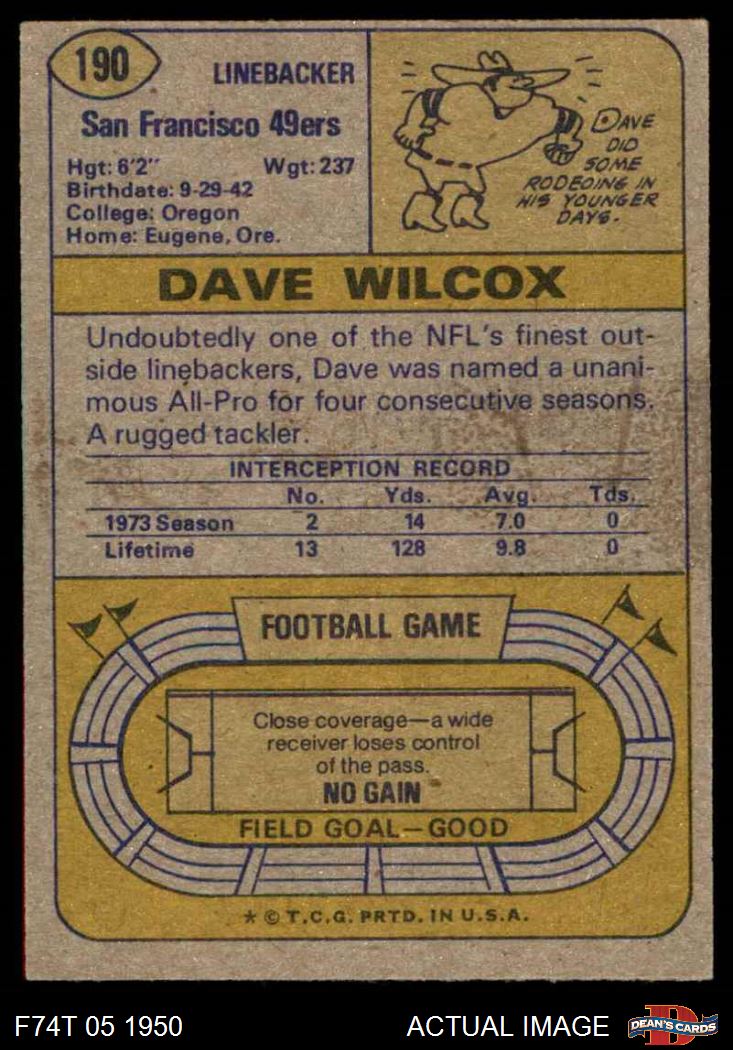 190
LINEBACKER
San Francisco 49ers
Hgt: 6'2" Wgt: 237
Birthdate: 9-29-42
College: Oregon
Home: Eugene, Ore.
DAVE
DID
SOME
RODEOING IN
HIS YOUNGER
DAYS.
DAVE WILCOX
Undoubtedly one of the NFL's finest out-
side linebackers, Dave was named a unani-
mous All-Pro for four consecutive seasons.
A rugged tackler.
INTERCEPTION RECORD
No. Yds. Avg. Tds.
1973 Season 2 14 7.0 0
Lifetime 13 128 9.8 0
FOOTBALL GAME
Close coverage—a wide
receiver loses control
of the pass.
NO GAIN
FIELD GOAL—GOOD
* © T.C.G. PRTD. IN U.S.A.
F74T 05 1950 ACTUAL IMAGE D DEAN'S CARDS